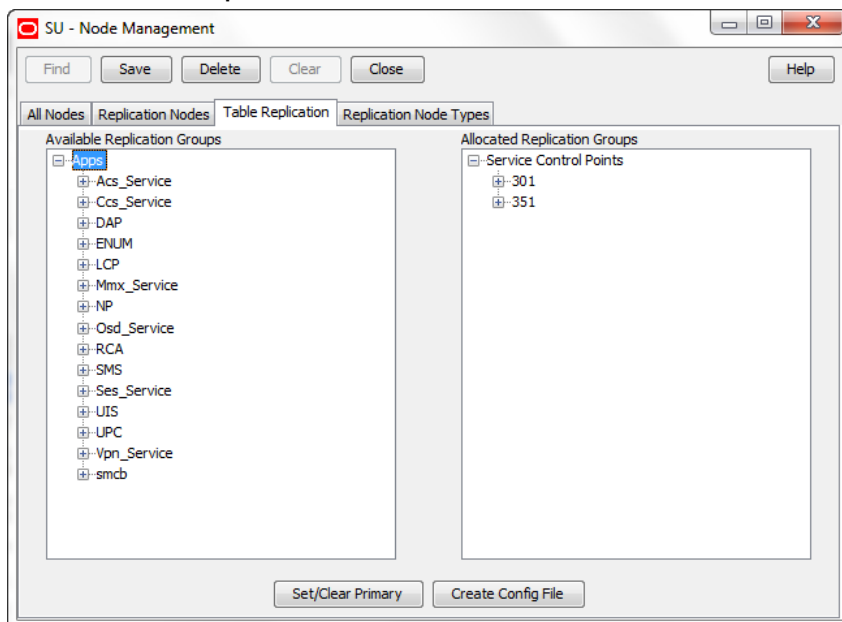 SU - Node Management
Find Save Delete Clear Close Help
All Nodes Replication Nodes Table Replication Replication Node Types
Available Replication Groups
Apps
Acs_Service
Ccs_Service
DAP
ENUM
LCP
Mmx_Service
NP
Osd_Service
RCA
SMS
Ses_Service
UIS
UPC
Vpn_Service
smcb
Allocated Replication Groups
Service Control Points
301
351
Set/Clear Primary Create Config File